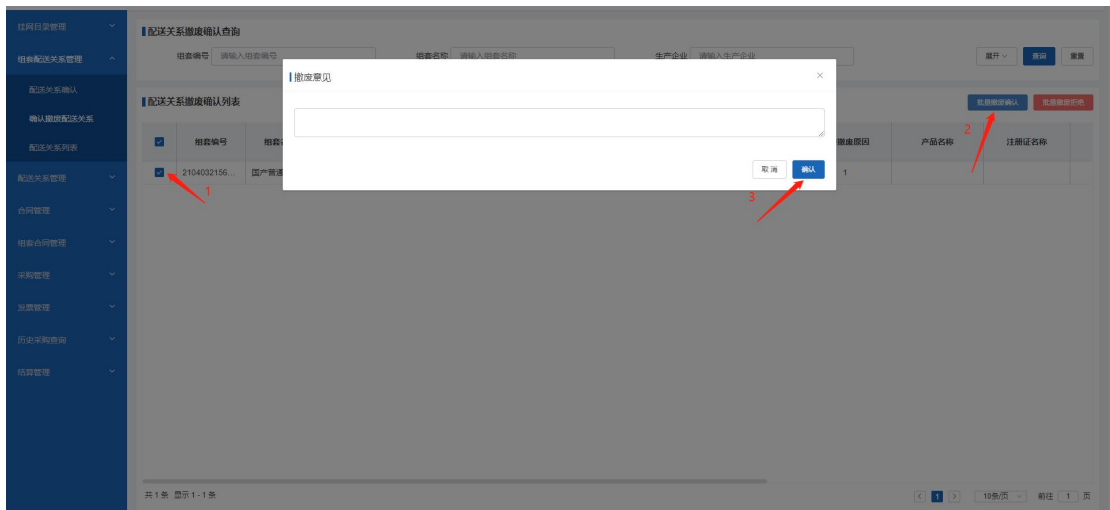 挂网目录管理
组套配送关系管理
配送关系确认
确认撤废配送关系
配送关系列表
配送关系管理
合同管理
组套合同管理
采购管理
发票管理
历史采购查询
结算管理
配送关系撤废确认查询
组套编号 请输入组套编号 组套名称 请输入组套名称 生产企业 请输入生产企业 展开 查询 重置
配送关系撤废确认列表 批量撤废确认 批量撤废拒绝
组套编号 组套 撤废原因 产品名称 注册证名称
2104032156... 国产普通 1
撤废意见
取消 确认
1
2
3
共 1 条 显示 1 - 1 条 1 10条/页 前往 1 页